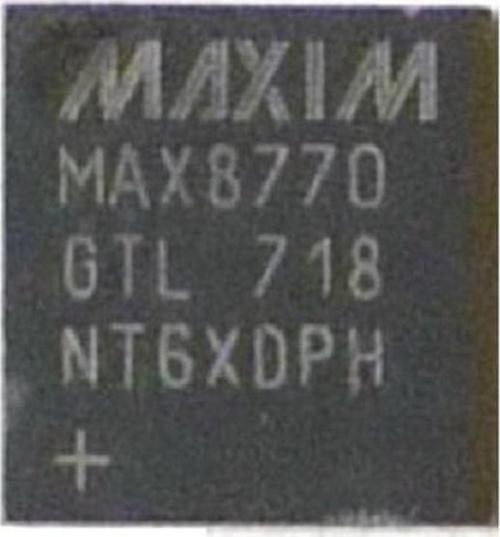 MAXIM
MAX8770
GTL 718
NT6XDPH
+